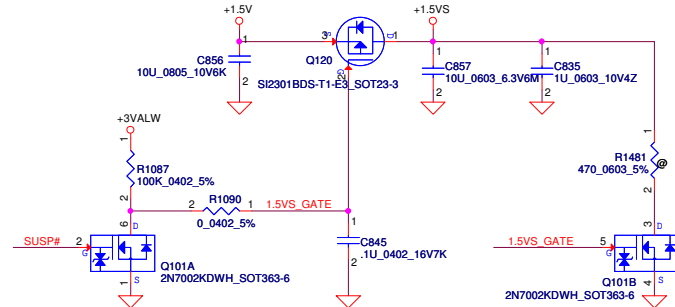 +1.5V
+1.5VS
1
3
S
D
1
1
1
C856
10U_0805_10V6K
2
Q120
G
2
SI2301BDS-T1-E3_SOT23-3
C857
10U_0603_6.3V6M
2
C835
1U_0603_10V4Z
2
+3VALW
1
R1087
100K_0402_5%
2
1
R1481
@
470_0603_5%
2
2
R1090
1
1.5VS_GATE
0_0402_5%
SUSP#
2
G
6
D
S
1
Q101A
2N7002KDWH_SOT363-6
1
C845
.1U_0402_16V7K
2
1.5VS_GATE
5
G
3
D
S
4
Q101B
2N7002KDWH_SOT363-6